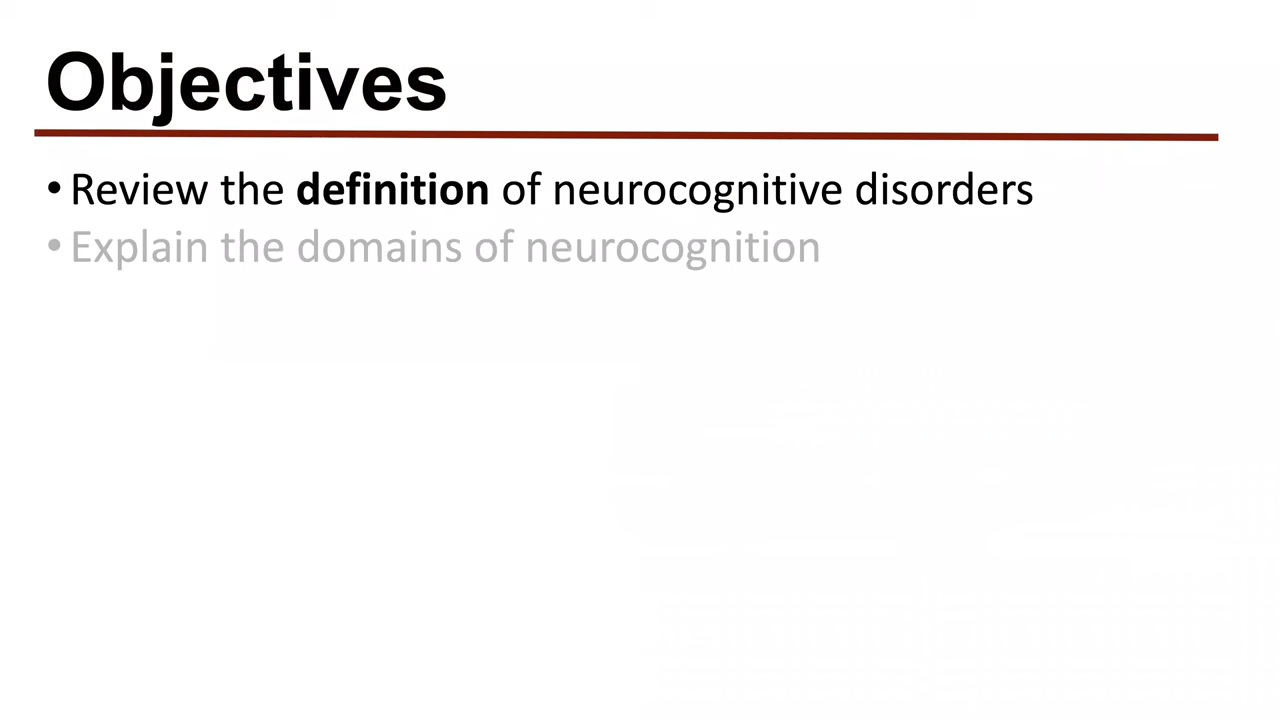 Objectives
• Review the definition of neurocognitive disorders
• Explain the domains of neurocognition